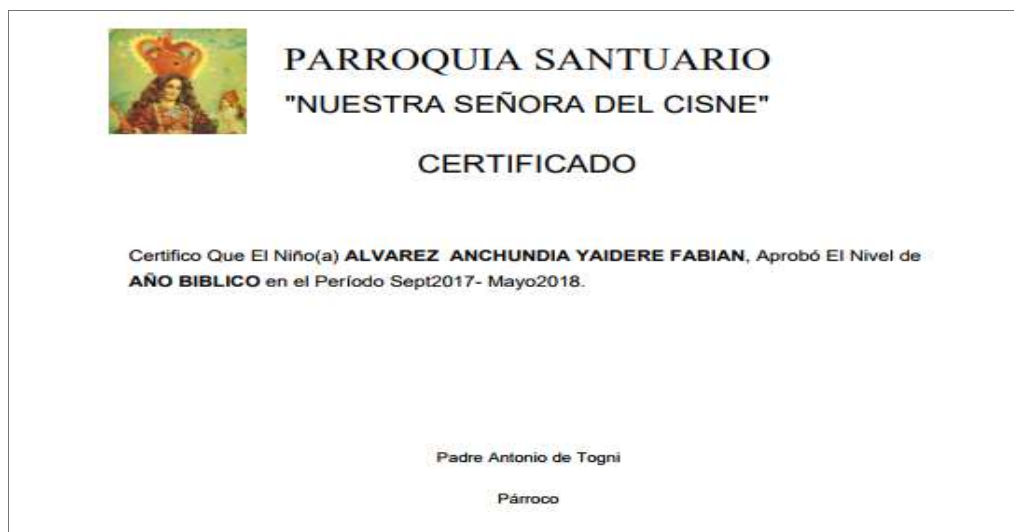 PARROQUIA SANTUARIO
"NUESTRA SEÑORA DEL CISNE"
CERTIFICADO
Certifico Que El Niño(a) ALVAREZ ANCHUNDIA YAIDERE FABIAN, Aprobó El Nivel de
AÑO BIBLICO en el Período Sept2017- Mayo2018.
Padre Antonio de Togni
Párroco